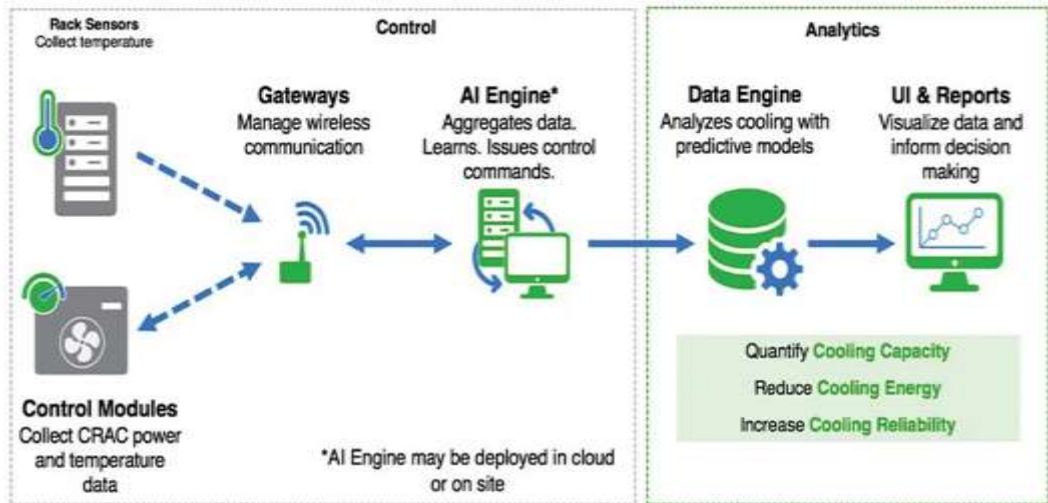 Rack Sensors
Collect temperature
Control
Analytics
Gateways
Manage wireless
communication
AI Engine*
Aggregates data.
Learns. Issues control
commands.
Data Engine
Analyzes cooling with
predictive models
UI & Reports
Visualize data and
inform decision
making
Control Modules
Collect CRAC power
and temperature
data
*AI Engine may be deployed in cloud
or on site
Quantify Cooling Capacity
Reduce Cooling Energy
Increase Cooling Reliability